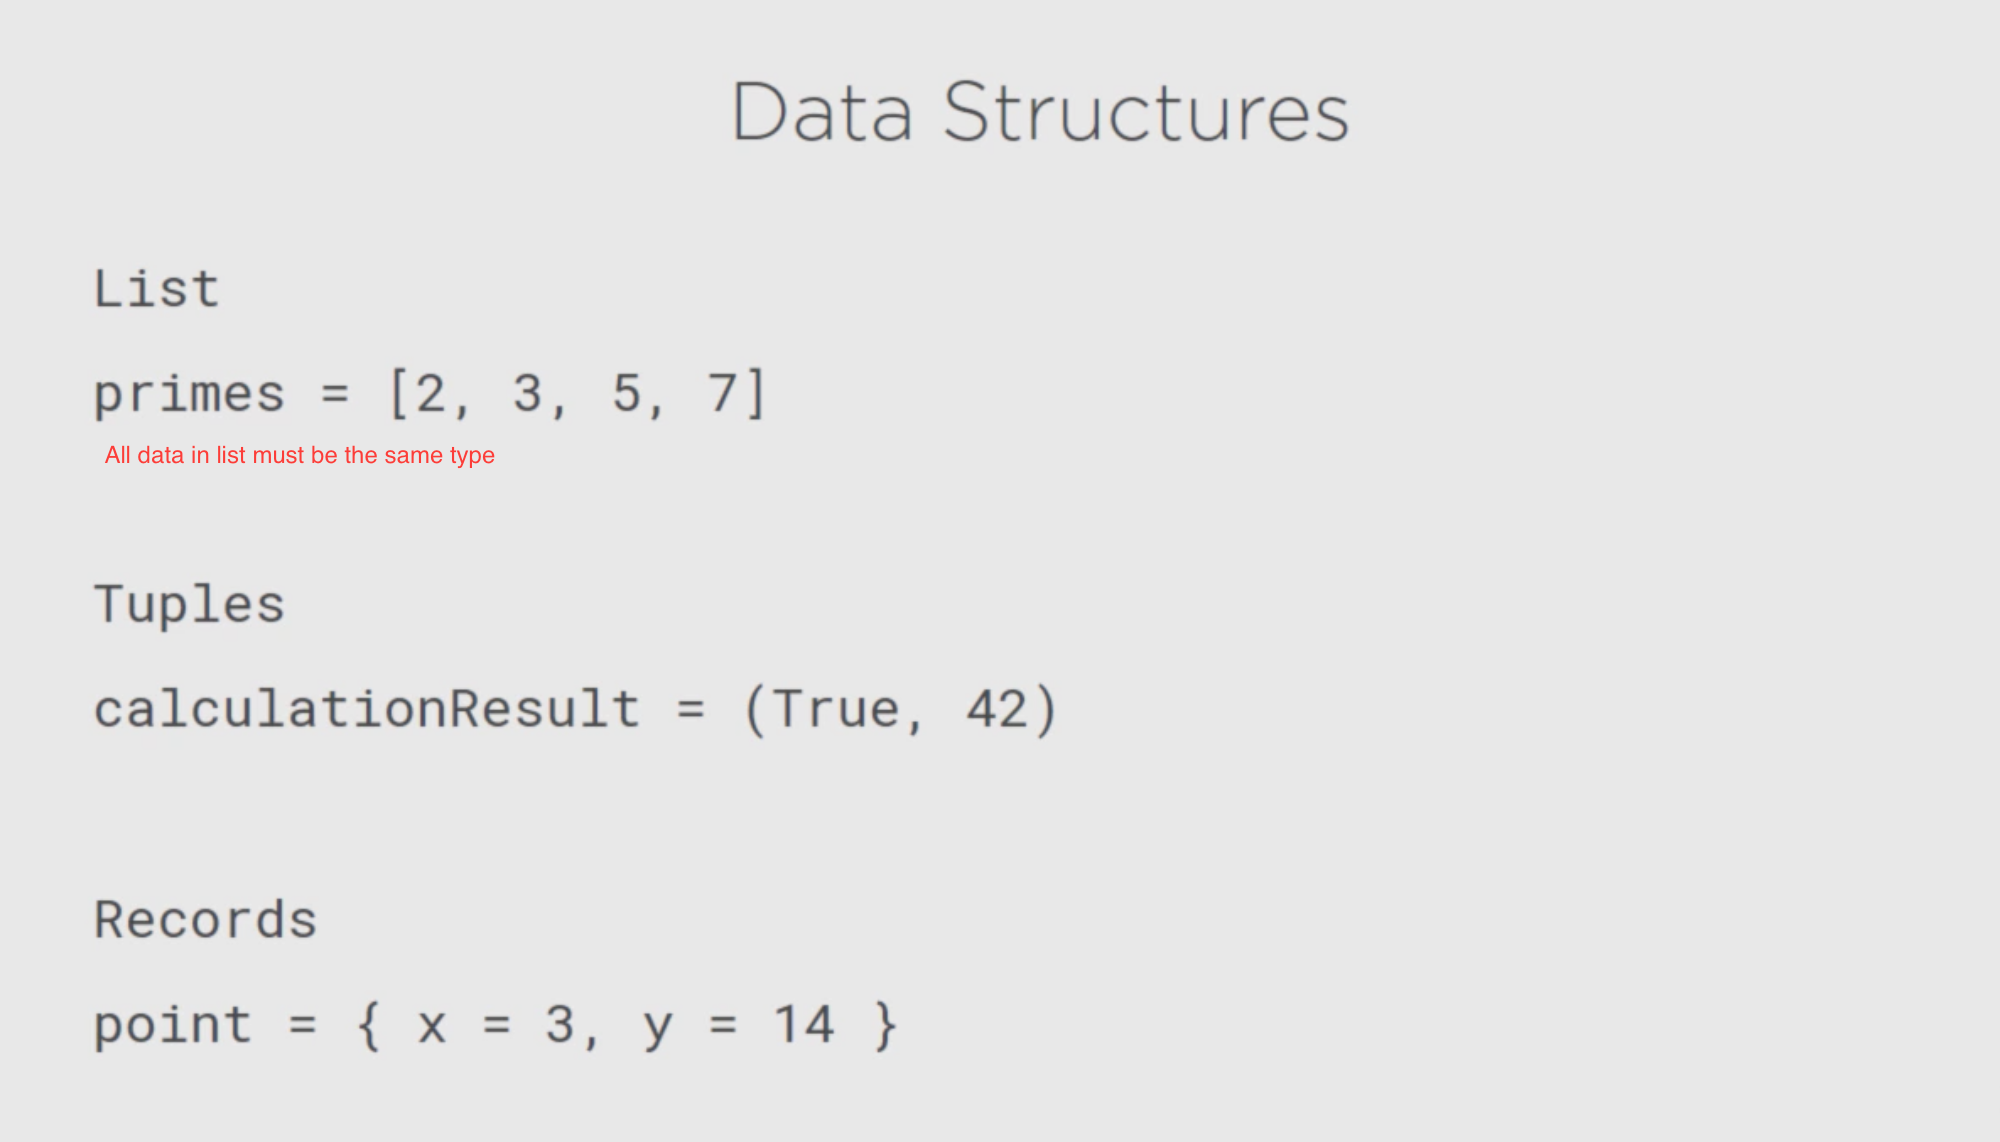 Data Structures
List
primes = [2, 3, 5, 7]
All data in list must be the same type
Tuples
calculationResult = (True, 42)
Records
point = { x = 3, y = 14 }